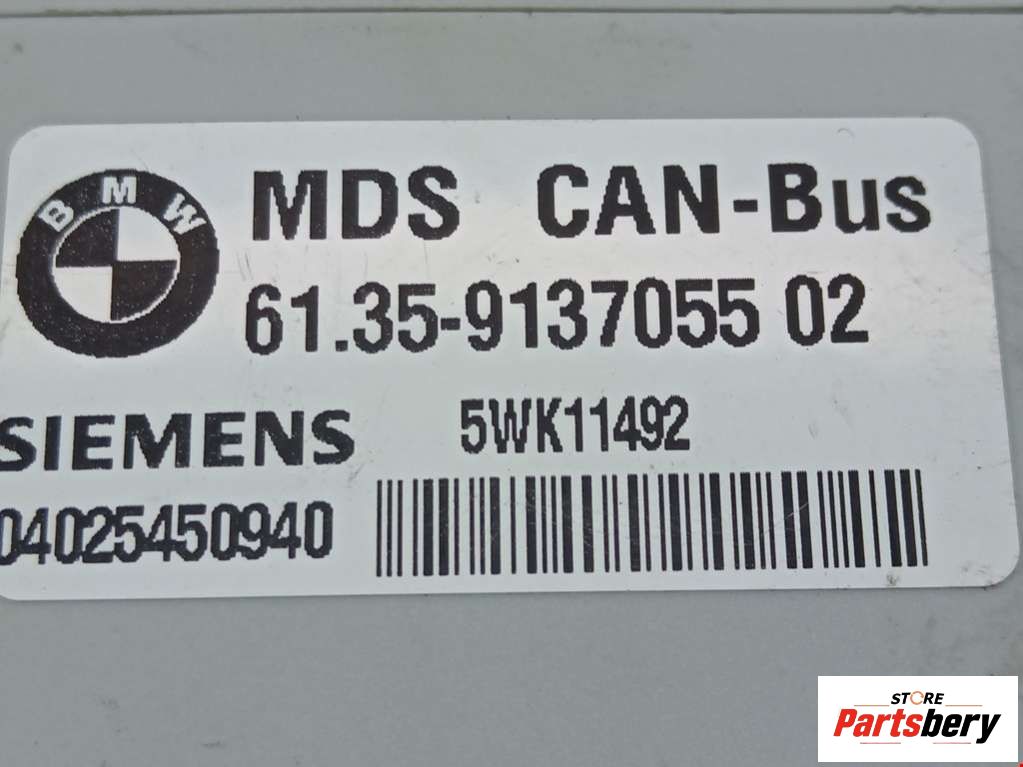 BMW
MDS CAN-Bus
61.35-9137055 02
SIEMENS 5WK11492
04025450940
STORE
Partsbery